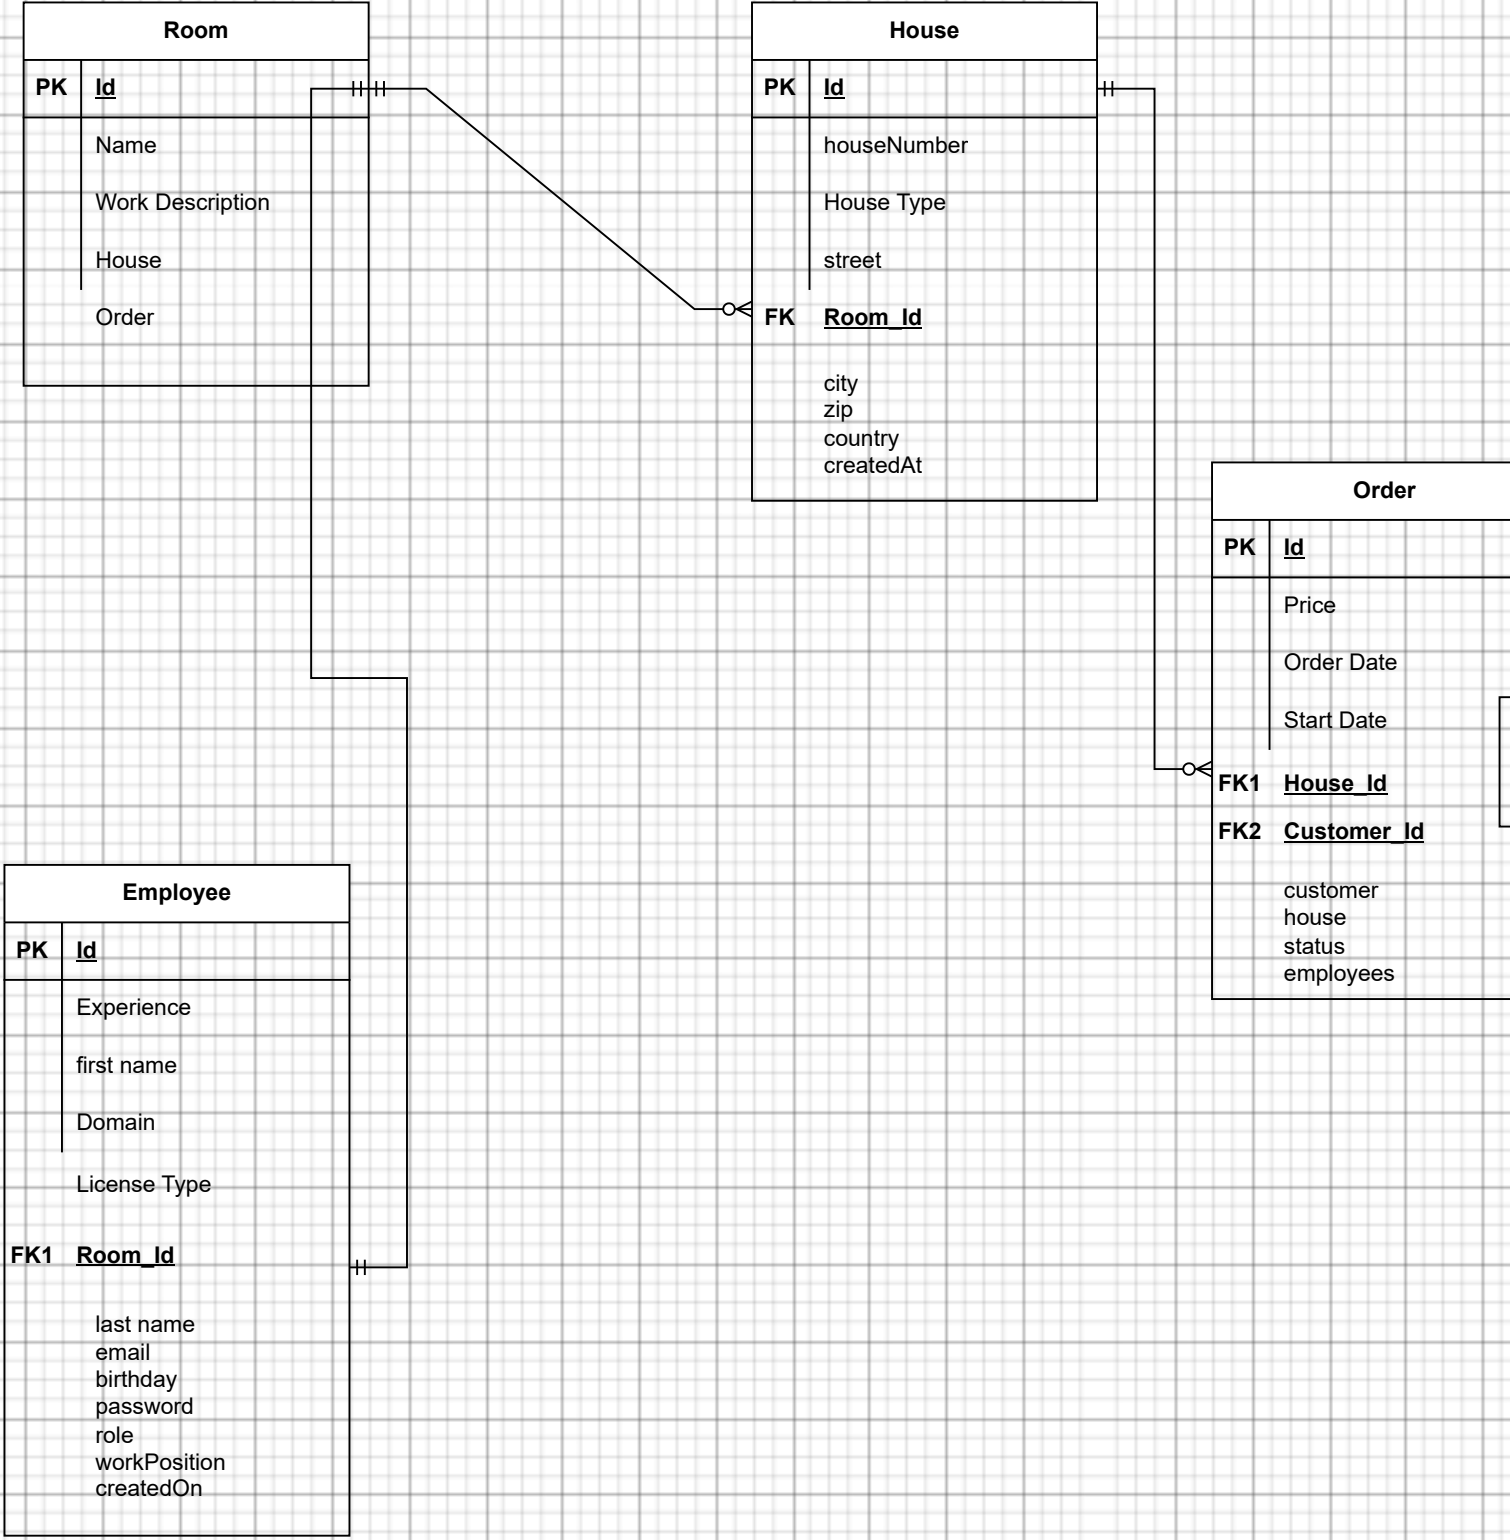 Room
PK Id
Name
Work Description
House
Order
House
PK Id
houseNumber
House Type
street
FK Room_Id
city
zip
country
createdAt
Order
PK Id
Price
Order Date
Start Date
FK1 House_Id
FK2 Customer_Id
customer
house
status
employees
Employee
PK Id
Experience
first name
Domain
License Type
FK1 Room_Id
last name
email
birthday
password
role
workPosition
createdOn